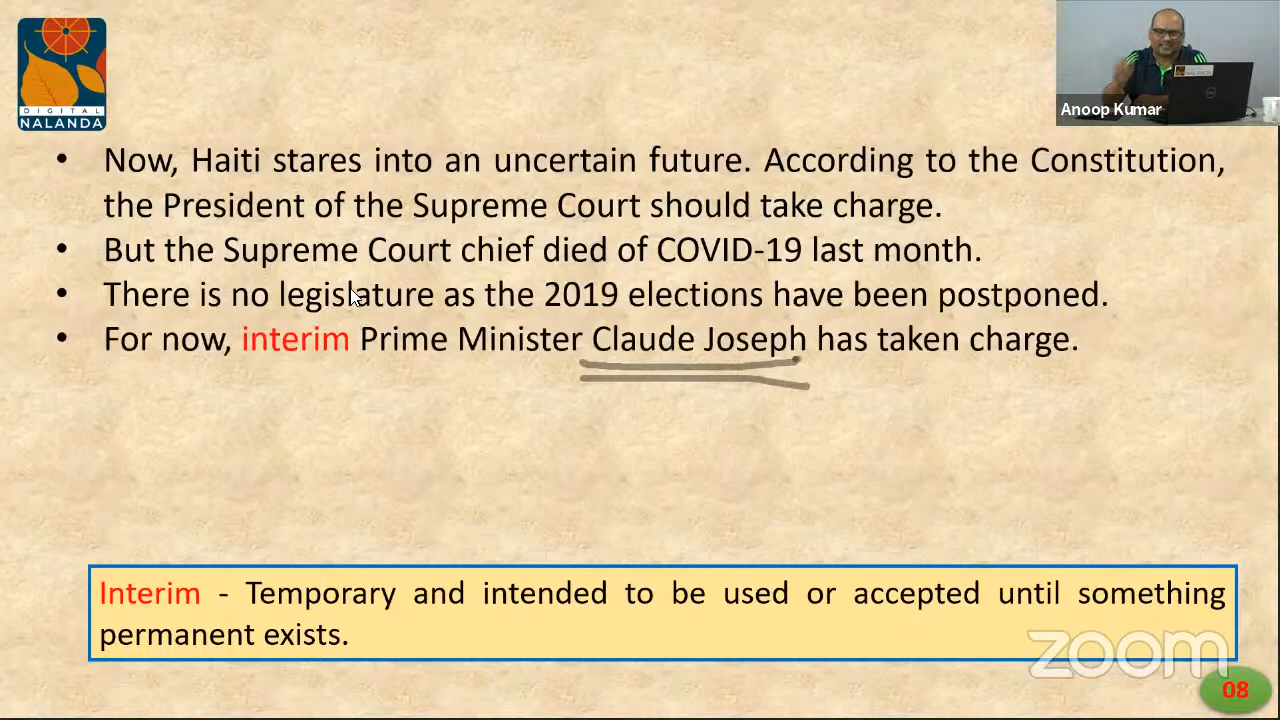 DIGITAL
NALANDA
NALANDA
Anoop Kumar
• Now, Haiti stares into an uncertain future. According to the Constitution,
the President of the Supreme Court should take charge.
• But the Supreme Court chief died of COVID-19 last month.
• There is no legislature as the 2019 elections have been postponed.
• For now, interim Prime Minister Claude Joseph has taken charge.
Interim - Temporary and intended to be used or accepted until something
permanent exists.
zoom
08